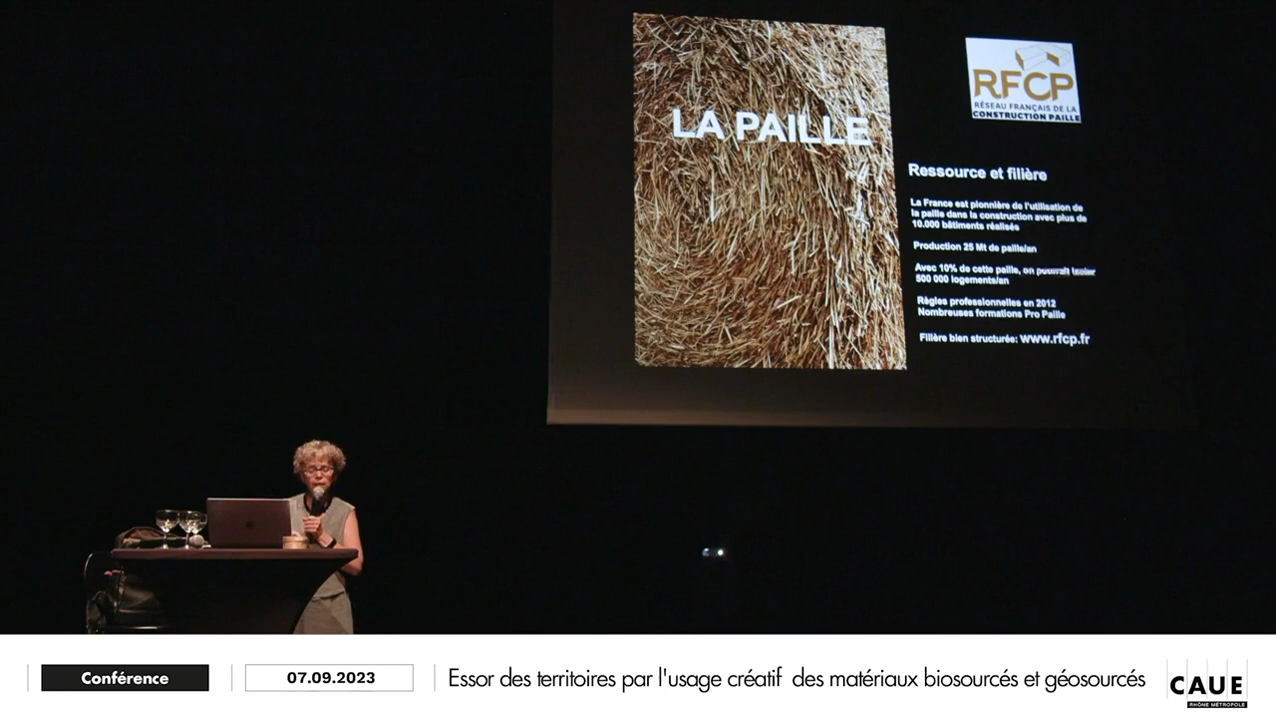 LA PAILLE
RFCP
RÉSEAU FRANÇAIS DE LA
CONSTRUCTION PAILLE
Ressource et filière
La France est pionnière de l'utilisation de
la paille dans la construction avec plus de
10.000 bâtiments réalisés
Production 25 Mt de paille/an
Avec 10% de cette paille, on pourrait isoler
500 000 logements/an
Règles professionnelles en 2012
Nombreuses formations Pro Paille
Filière bien structurée: www.rfcp.fr
Conférence
07.09.2023
Essor des territoires par l'usage créatif des matériaux biosourcés et géosourcés
CAUE
RHÔNE MÉTROPOLE